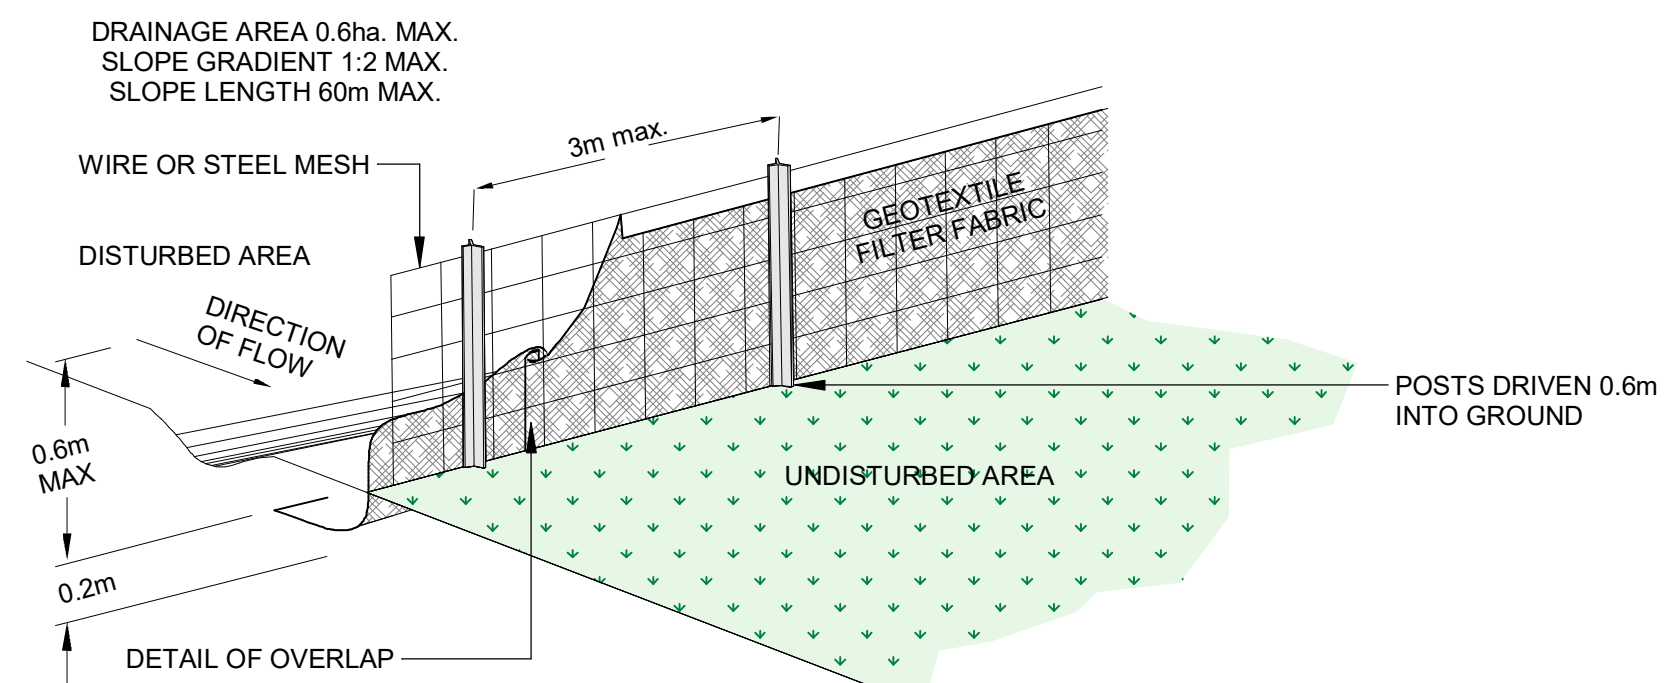 DRAINAGE AREA 0.6ha. MAX.
SLOPE GRADIENT 1:2 MAX.
SLOPE LENGTH 60m MAX.
3m max.
WIRE OR STEEL MESH
GEOTEXTILE
FILTER FABRIC
DISTURBED AREA
DIRECTION
OF FLOW
POSTS DRIVEN 0.6m
INTO GROUND
0.6m
MAX
UNDISTURBED AREA
0.2m
DETAIL OF OVERLAP